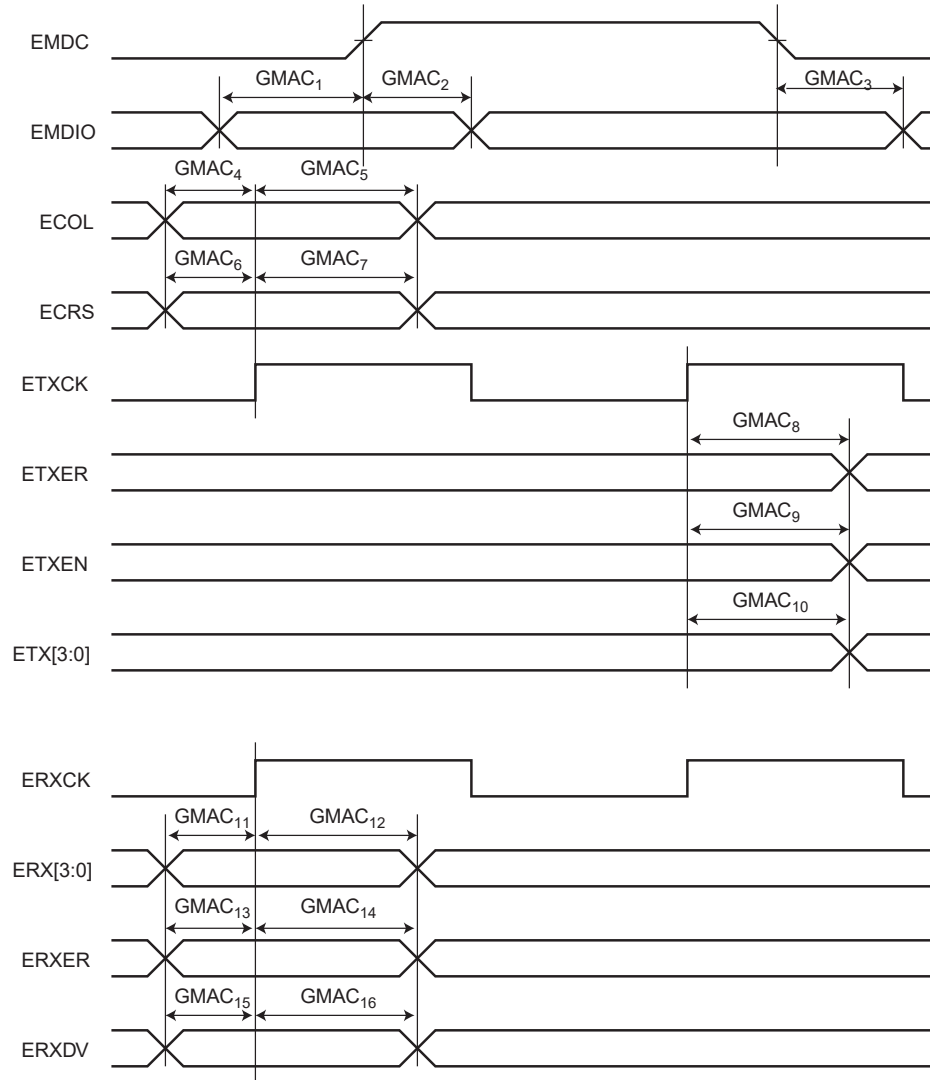 EMDC
GMAC1 GMAC2 GMAC3
EMDIO
GMAC4 GMAC5
ECOL
GMAC6 GMAC7
ECRS
ETXCK
GMAC8
ETXER
GMAC9
ETXEN
GMAC10
ETX[3:0]
ERXCK
GMAC11 GMAC12
ERX[3:0]
GMAC13 GMAC14
ERXER
GMAC15 GMAC16
ERXDV